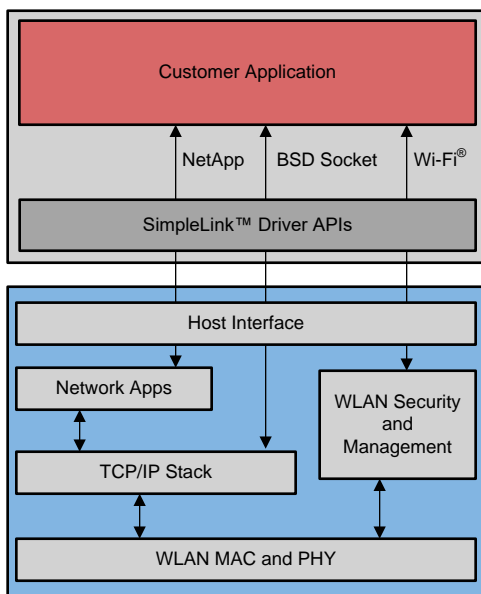 Customer Application
NetApp
BSD Socket
Wi-Fi®
SimpleLink™ Driver APIs
Host Interface
Network Apps
WLAN Security
and
Management
TCP/IP Stack
WLAN MAC and PHY